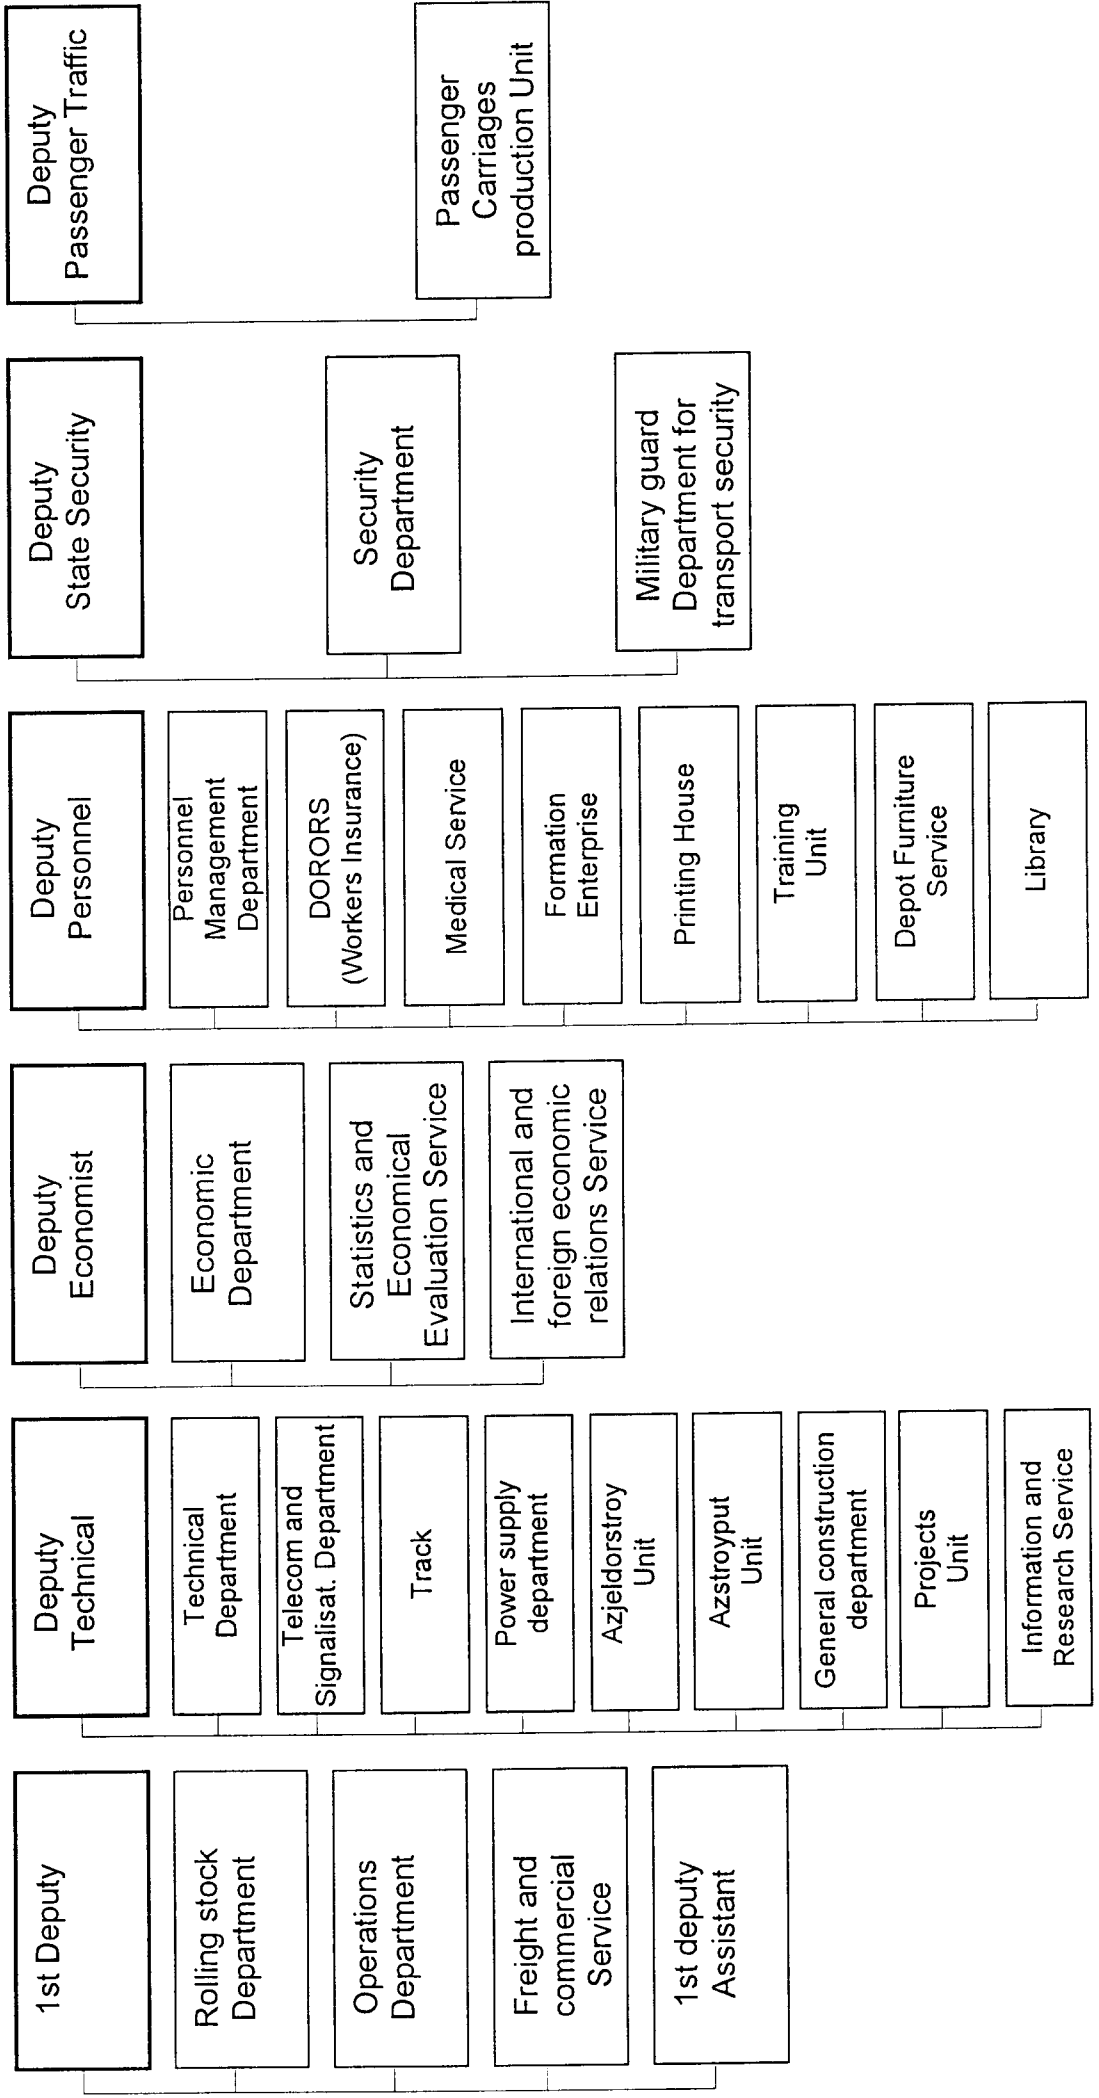 1st Deputy
Rolling stock
Department
Operations
Department
Freight and
commercial
Service
1st deputy
Assistant
Deputy
Technical
Technical
Department
Telecom and
Signalisat. Department
Track
Power supply
department
Azjeldorstroy
Unit
Azstroyput
Unit
General construction
department
Projects
Unit
Information and
Research Service
Deputy
Economist
Economic
Department
Statistics and
Economical
Evaluation Service
International and
foreign economic
relations Service
Deputy
Personnel
Personnel
Management
Department
DORORS
(Workers Insurance)
Medical Service
Formation
Enterprise
Printing House
Training
Unit
Depot Furniture
Service
Library
Deputy
State Security
Security
Department
Military guard
Department for
transport security
Deputy
Passenger Traffic
Passenger
Carriages
production Unit